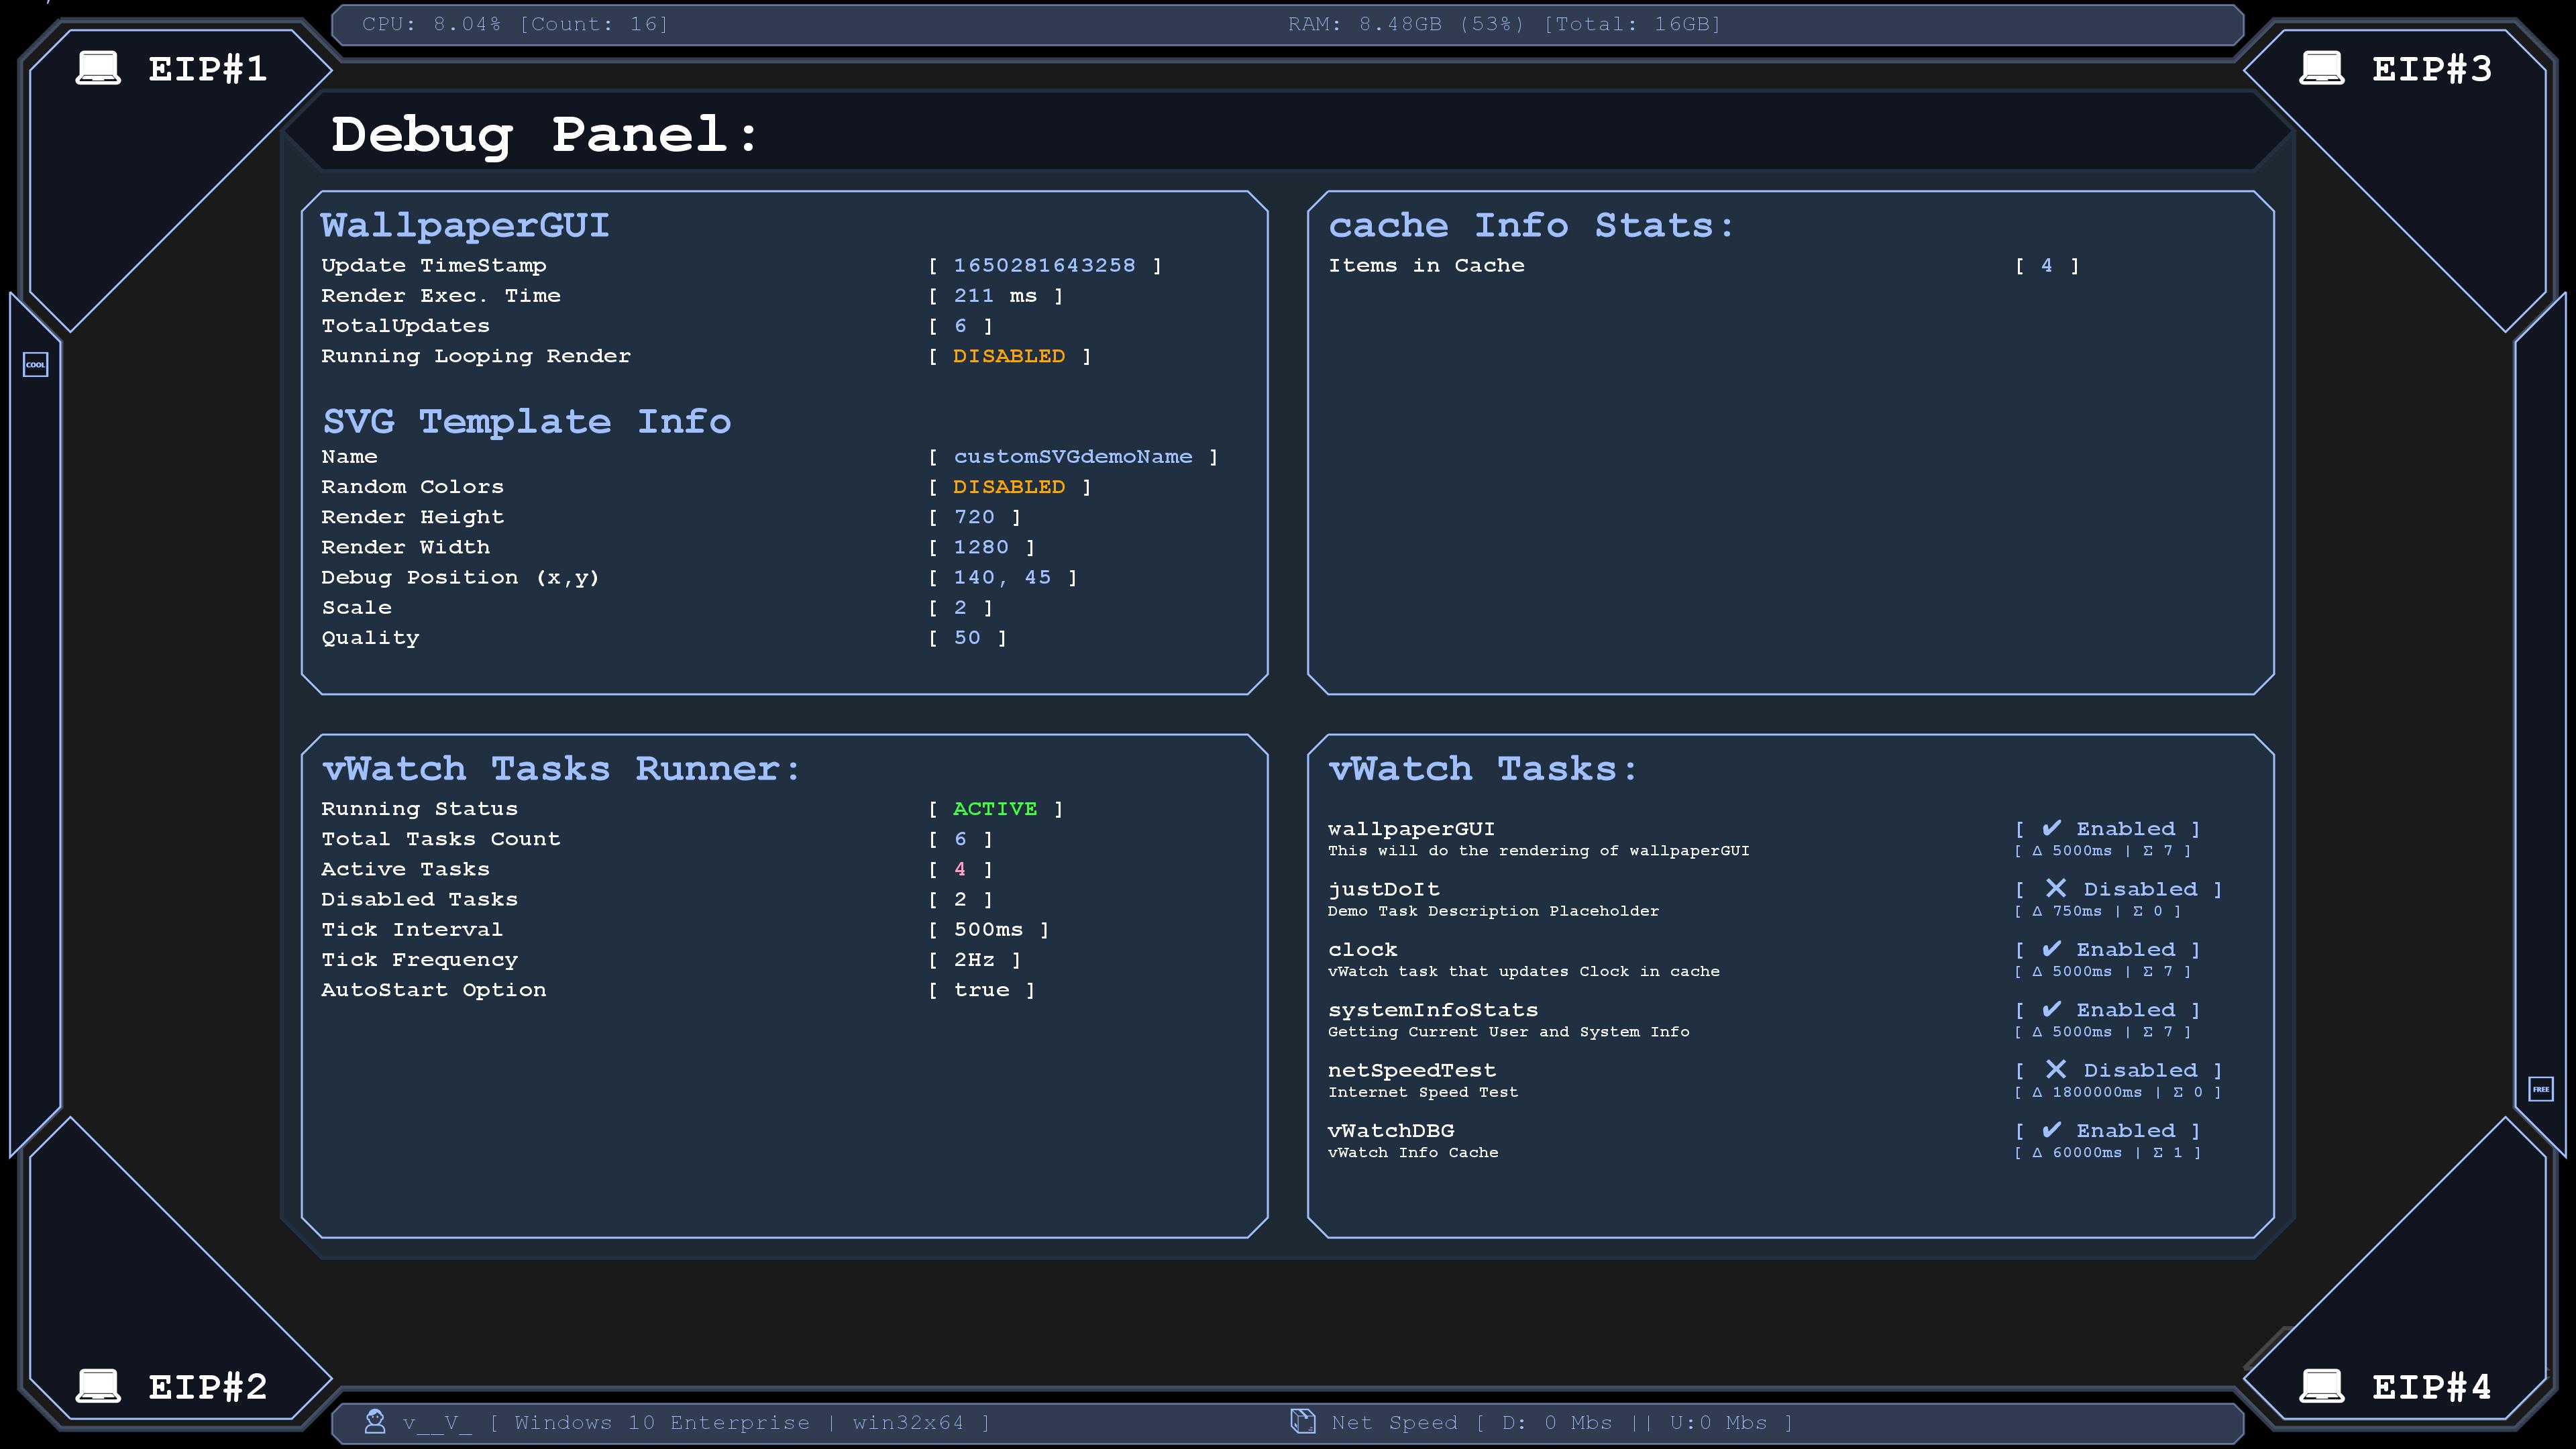 CPU: 8.04% [Count: 16]
RAM: 8.48GB (53%) [Total: 16GB]
EIP#1
EIP#3
Debug Panel:
WallpaperGUI
Update TimeStamp [ 1650281643258 ]
Render Exec. Time [ 211 ms ]
TotalUpdates [ 6 ]
Running Looping Render [ DISABLED ]
SVG Template Info
Name [ customSVGdemoName ]
Random Colors [ DISABLED ]
Render Height [ 720 ]
Render Width [ 1280 ]
Debug Position (x,y) [ 140, 45 ]
Scale [ 2 ]
Quality [ 50 ]
cache Info Stats:
Items in Cache [ 4 ]
COOL
vWatch Tasks Runner:
Running Status [ ACTIVE ]
Total Tasks Count [ 6 ]
Active Tasks [ 4 ]
Disabled Tasks [ 2 ]
Tick Interval [ 500ms ]
Tick Frequency [ 2Hz ]
AutoStart Option [ true ]
vWatch Tasks:
wallpaperGUI [ ✔ Enabled ]
This will do the rendering of wallpaperGUI [ Δ 5000ms | Σ 7 ]
justDoIt [ ✕ Disabled ]
Demo Task Description Placeholder [ Δ 750ms | Σ 0 ]
clock [ ✔ Enabled ]
vWatch task that updates Clock in cache [ Δ 5000ms | Σ 7 ]
systemInfoStats [ ✔ Enabled ]
Getting Current User and System Info [ Δ 5000ms | Σ 7 ]
netSpeedTest [ ✕ Disabled ]
Internet Speed Test [ Δ 1800000ms | Σ 0 ]
vWatchDBG [ ✔ Enabled ]
vWatch Info Cache [ Δ 60000ms | Σ 1 ]
FREE
EIP#2
EIP#4
v__V_ [ Windows 10 Enterprise | win32x64 ]
Net Speed [ D: 0 Mbs || U:0 Mbs ]